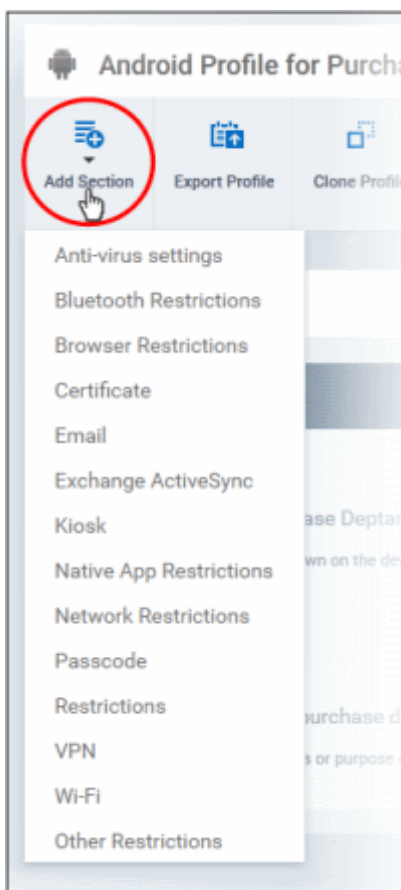 Android Profile for Purcha
Add Section
Export Profile
Clone Profil
Anti-virus settings
Bluetooth Restrictions
Browser Restrictions
Certificate
Email
Exchange ActiveSync
Kiosk
ase Deptar
Native App Restrictions
wn on the de
Network Restrictions
Passcode
Restrictions
purchase d
VPN
s or purpose
Wi-Fi
Other Restrictions